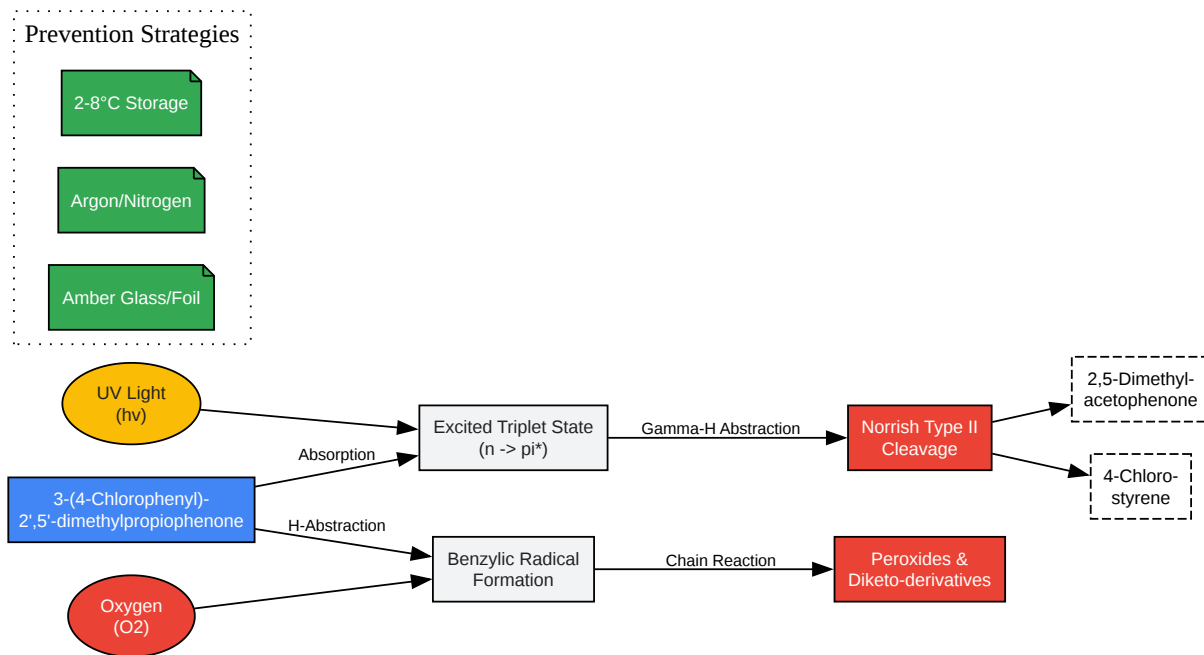 Prevention Strategies
2-8°C Storage
Argon/Nitrogen
Amber Glass/Foil
UV Light
(hv)
3-(4-Chlorophenyl)-
2',5'-dimethylpropiophenone
Oxygen
(O2)
Absorption
H-Abstraction
Excited Triplet State
(n -> pi*)
Benzylic Radical
Formation
Gamma-H Abstraction
Chain Reaction
Norrish Type II
Cleavage
Peroxides &
Diketo-derivatives
2,5-Dimethyl-
acetophenone
4-Chloro-
styrene